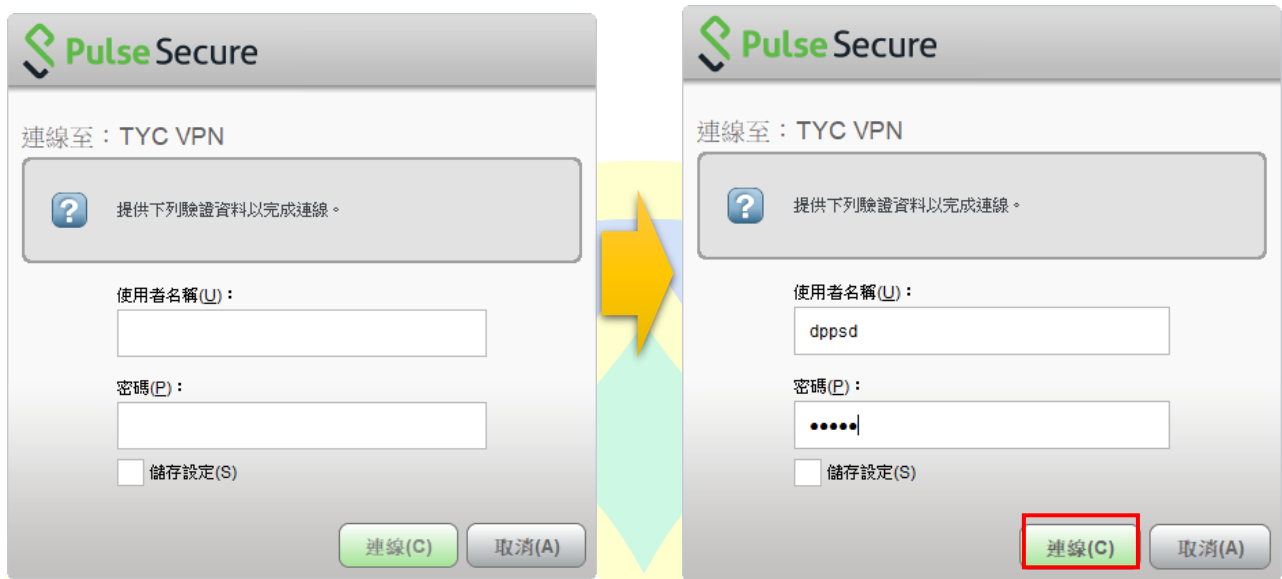 Pulse Secure
連線至：TYC VPN
提供下列驗證資料以完成連線。
使用者名稱(U)：
密碼(P)：
儲存設定(S)
連線(C)
取消(A)
Pulse Secure
連線至：TYC VPN
提供下列驗證資料以完成連線。
使用者名稱(U)：
dppsd
密碼(P)：
•••••
儲存設定(S)
連線(C)
取消(A)